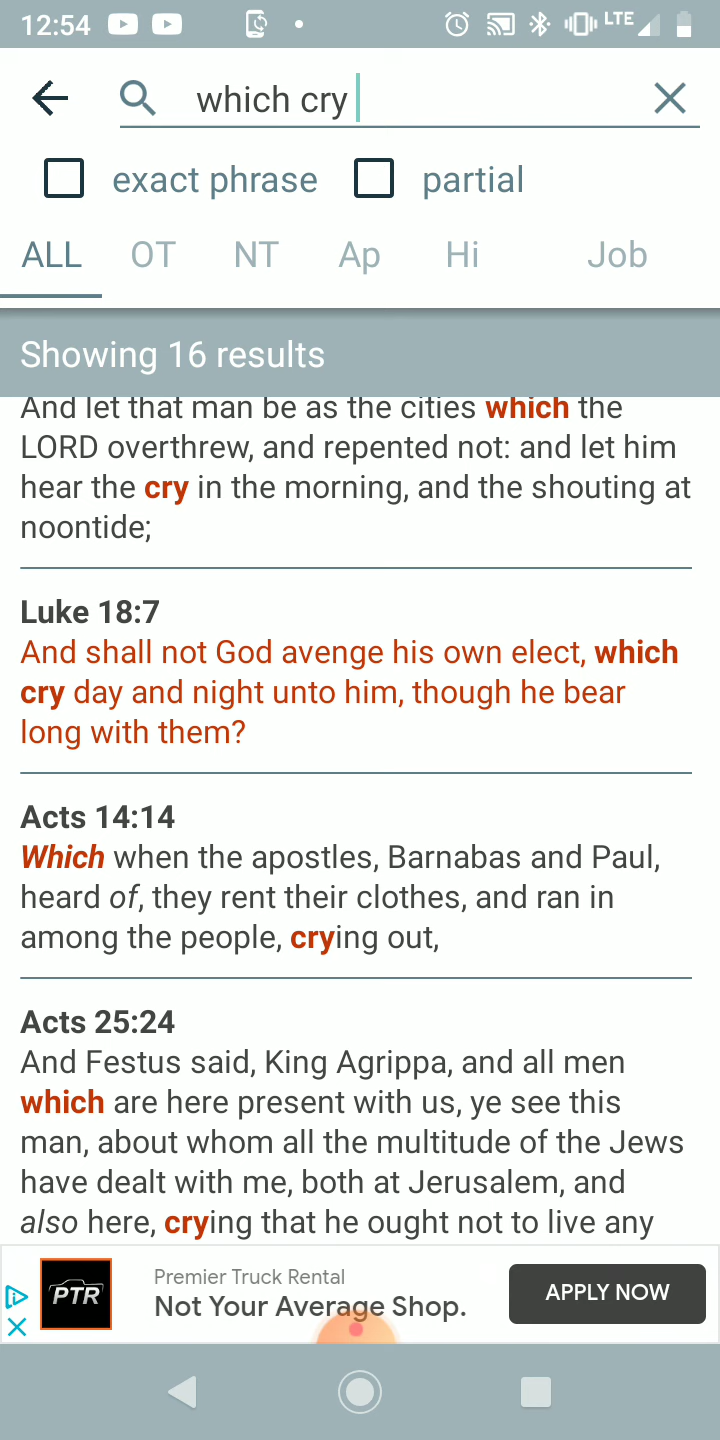 12:54 LTE
which cry
exact phrase partial
ALL OT NT Ap Hi Job
Showing 16 results
And let that man be as the cities which the
LORD overthrew, and repented not: and let him
hear the cry in the morning, and the shouting at
noontide;
Luke 18:7
And shall not God avenge his own elect, which
cry day and night unto him, though he bear
long with them?
Acts 14:14
Which when the apostles, Barnabas and Paul,
heard of, they rent their clothes, and ran in
among the people, crying out,
Acts 25:24
And Festus said, King Agrippa, and all men
which are here present with us, ye see this
man, about whom all the multitude of the Jews
have dealt with me, both at Jerusalem, and
also here, crying that he ought not to live any
PTR
Premier Truck Rental
Not Your Average Shop.
APPLY NOW